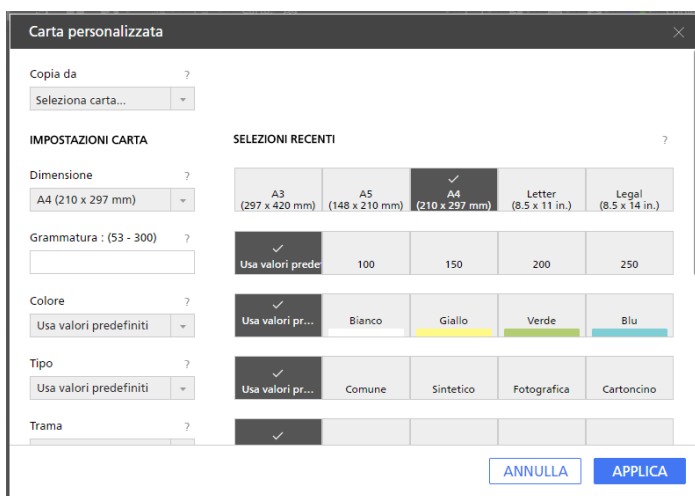 Carta personalizzata
Copia da ?
Seleziona carta...
IMPOSTAZIONI CARTA
SELEZIONI RECENTI ?
Dimensione ?
A4 (210 x 297 mm)
A3
(297 x 420 mm)
A5
(148 x 210 mm)
A4
(210 x 297 mm)
Letter
(8.5 x 11 in.)
Legal
(8.5 x 14 in.)
Grammatura : (53 - 300) ?
Usa valori prede
100
150
200
250
Colore ?
Usa valori predefiniti
Usa valori pr...
Bianco
Giallo
Verde
Blu
Tipo ?
Usa valori predefiniti
Usa valori pr...
Comune
Sintetico
Fotografica
Cartoncino
Trama ?
ANNULLA
APPLICA